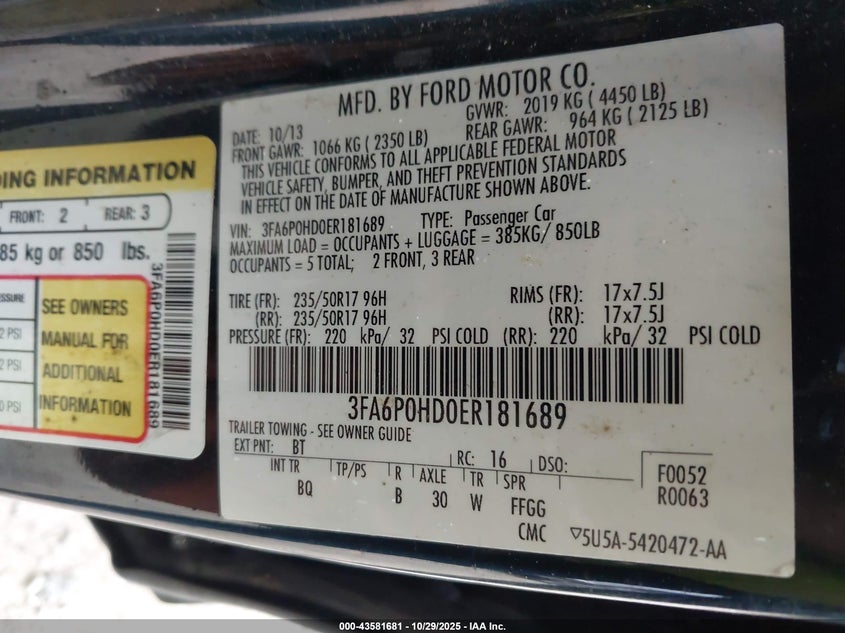 DING INFORMATION
FRONT: 2 REAR: 3
85 kg or 850 lbs.
SSURE
2 PSI
2 PSI
0 PSI
SEE OWNERS
MANUAL FOR
ADDITIONAL
INFORMATION
3FA6P0HD0ER181689
MFD. BY FORD MOTOR CO.
DATE: 10/13 GVWR: 2019 KG ( 4450 LB)
FRONT GAWR: 1066 KG ( 2350 LB) REAR GAWR: 964 KG ( 2125 LB)
THIS VEHICLE CONFORMS TO ALL APPLICABLE FEDERAL MOTOR
VEHICLE SAFETY, BUMPER, AND THEFT PREVENTION STANDARDS
IN EFFECT ON THE DATE OF MANUFACTURE SHOWN ABOVE.
VIN: 3FA6P0HD0ER181689 TYPE: Passenger Car
MAXIMUM LOAD = OCCUPANTS + LUGGAGE = 385KG/ 850LB
OCCUPANTS = 5 TOTAL; 2 FRONT, 3 REAR
TIRE (FR): 235/50R17 96H RIMS (FR): 17x7.5J
(RR): 235/50R17 96H (RR): 17x7.5J
PRESSURE (FR): 220 kPa/ 32 PSI COLD (RR): 220 kPa/ 32 PSI COLD
3FA6P0HD0ER181689
TRAILER TOWING - SEE OWNER GUIDE
EXT PNT: BT RC: 16 DSO: F0052
INT TR TP/PS R AXLE TR SPR R0063
BQ B 30 W FFGG
CMC ▽5U5A-5420472-AA
000-43581681 | 10/29/2025 - IAA Inc.